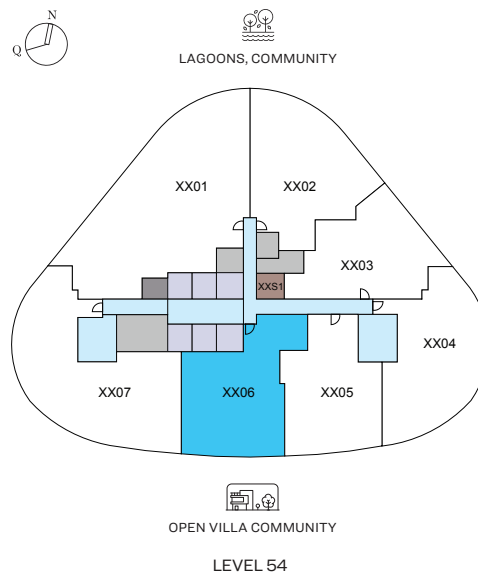 N
Q
LAGOONS, COMMUNITY
XX01
XX02
XX03
XXS1
XX04
XX07
XX06
XX05
OPEN VILLA COMMUNITY
LEVEL 54